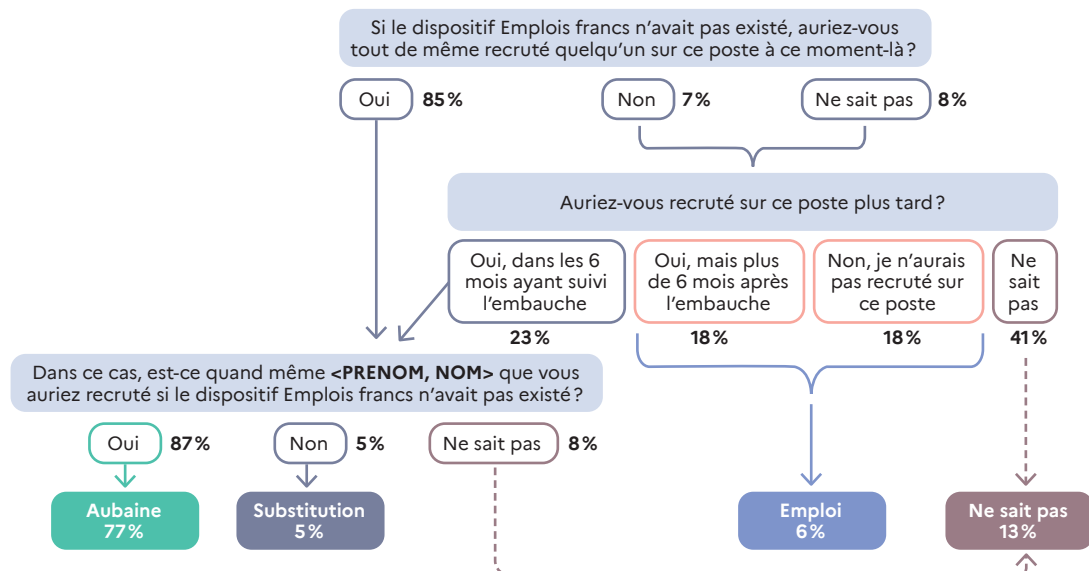 Si le dispositif Emplois francs n'avait pas existé, auriez-vous
tout de même recruté quelqu'un sur ce poste à ce moment-là ?
Oui 85 %
Non 7 %
Ne sait pas 8 %
Auriez-vous recruté sur ce poste plus tard ?
Oui, dans les 6
mois ayant suivi
l'embauche
23 %
Oui, mais plus
de 6 mois après
l'embauche
18 %
Non, je n'aurais
pas recruté sur
ce poste
18 %
Ne
sait
pas
41 %
Dans ce cas, est-ce quand même <PRENOM, NOM> que vous
auriez recruté si le dispositif Emplois francs n'avait pas existé ?
Oui 87 %
Non 5 %
Ne sait pas 8 %
Aubaine
77 %
Substitution
5 %
Emploi
6 %
Ne sait pas
13 %